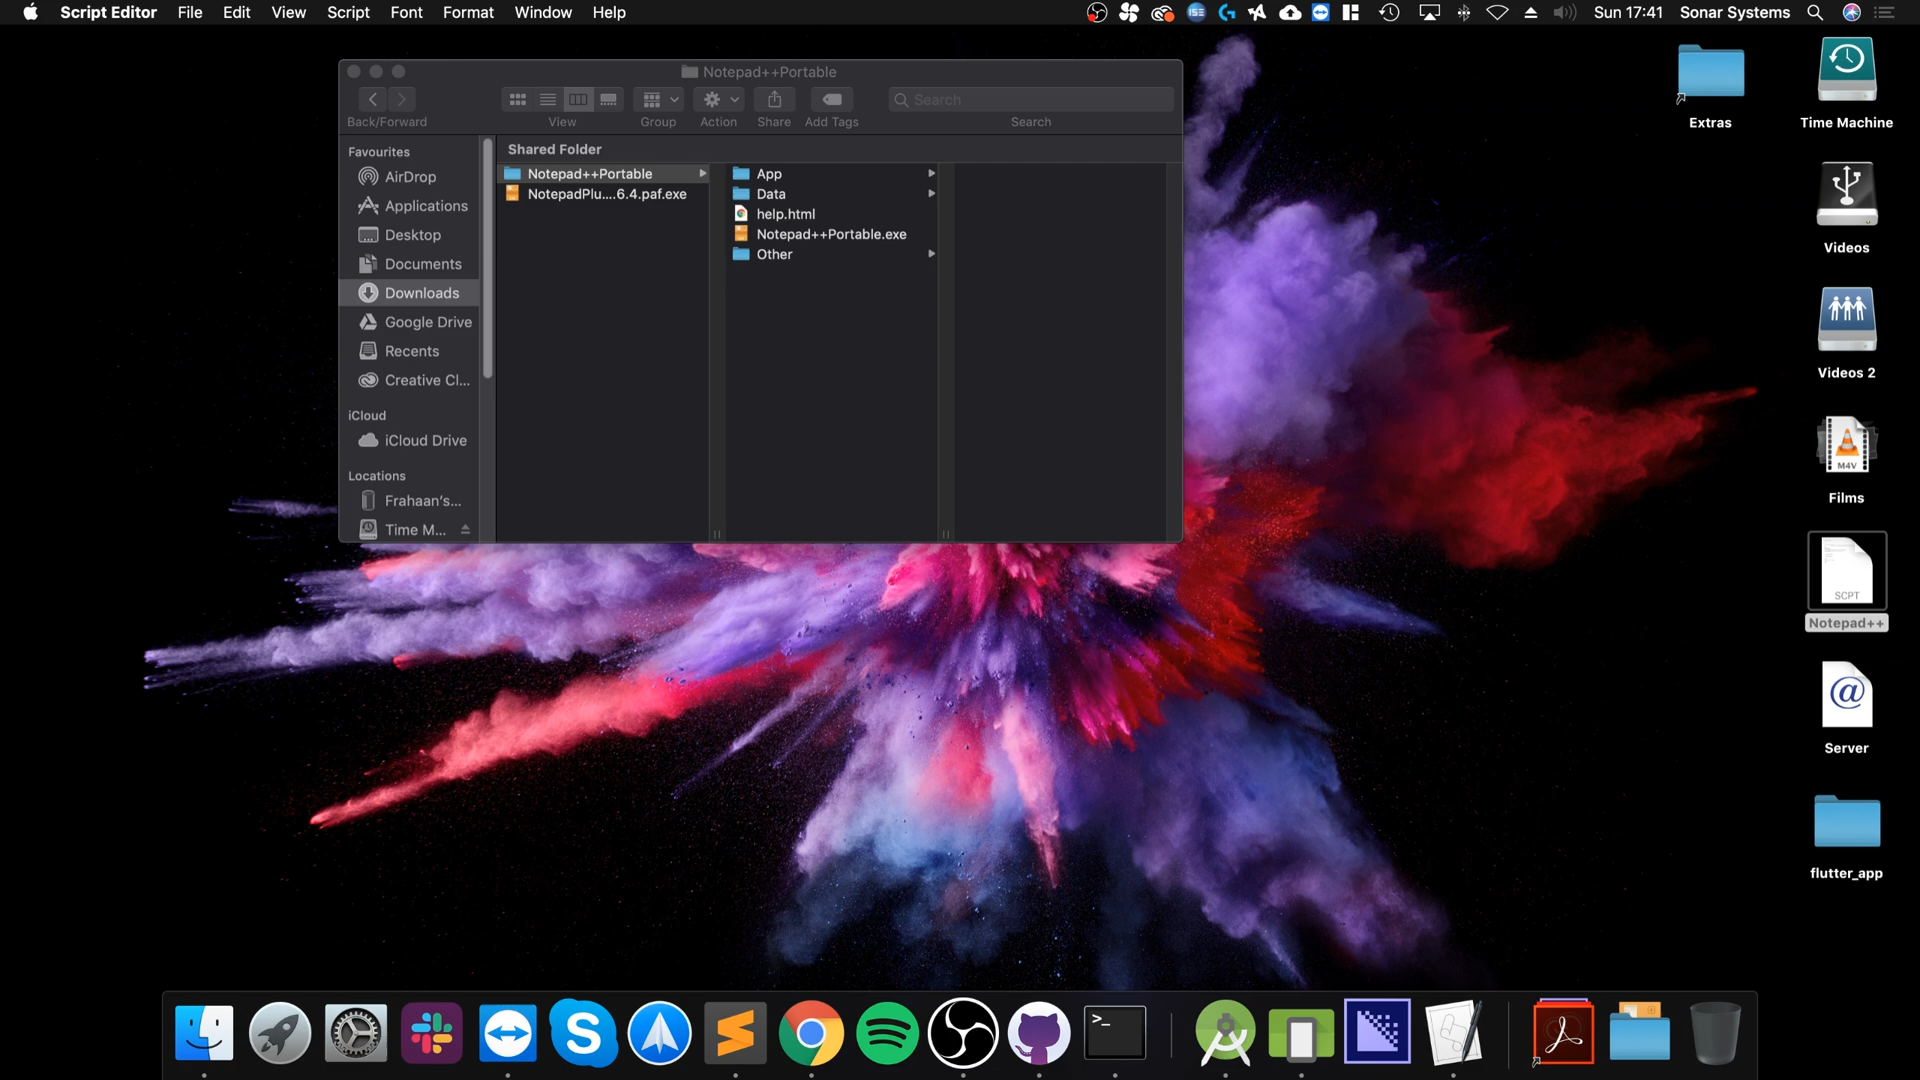 Script Editor File Edit View Script Font Format Window Help Sun 17:41 Sonar Systems
Notepad++Portable
Search
Back/Forward View Group Action Share Add Tags Search
Favourites
AirDrop
Applications
Desktop
Documents
Downloads
Google Drive
Recents
Creative Cl...
iCloud
iCloud Drive
Locations
Frahaan's...
Time M...
Shared Folder
Notepad++Portable
NotepadPlu....6.4.paf.exe
App
Data
help.html
Notepad++Portable.exe
Other
Extras
Time Machine
Videos
Videos 2
M4V
Films
SCPT
Notepad++
@
Server
flutter_app
S
>_